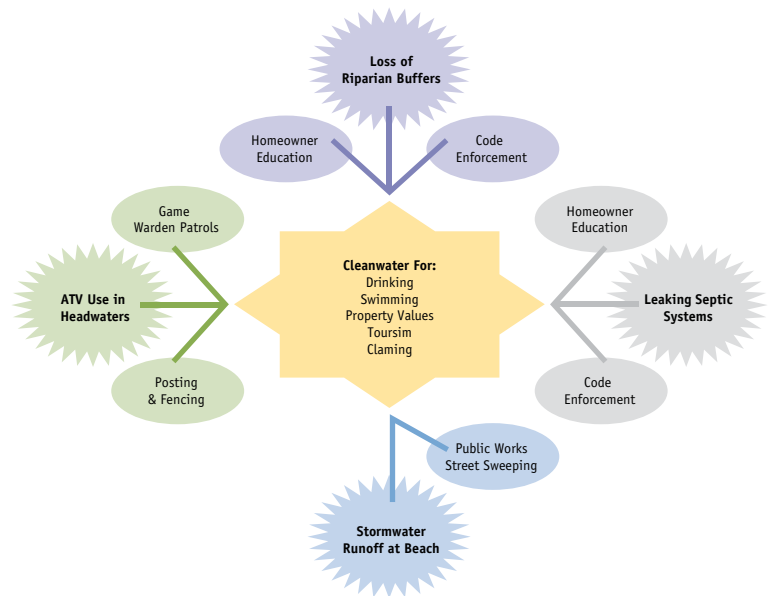 Loss of
Riparian Buffers
Homeowner
Education
Code
Enforcement
Game
Warden Patrols
Homeowner
Education
ATV Use in
Headwaters
Cleanwater For:
Drinking
Swimming
Property Values
Toursim
Claming
Leaking Septic
Systems
Posting
& Fencing
Code
Enforcement
Public Works
Street Sweeping
Stormwater
Runoff at Beach